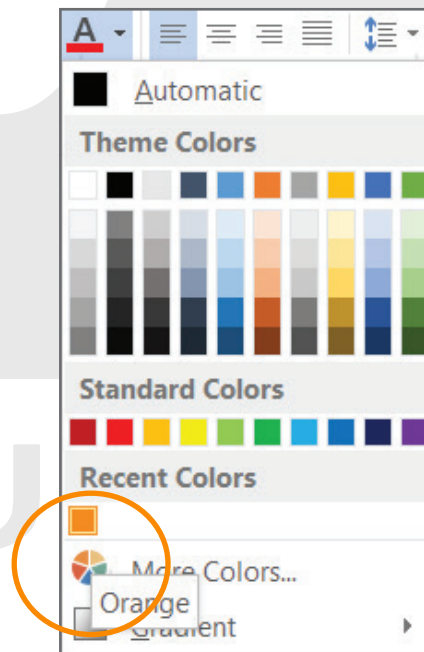 A
Automatic
Theme Colors
Standard Colors
Recent Colors
More Colors...
Orange
Gradient